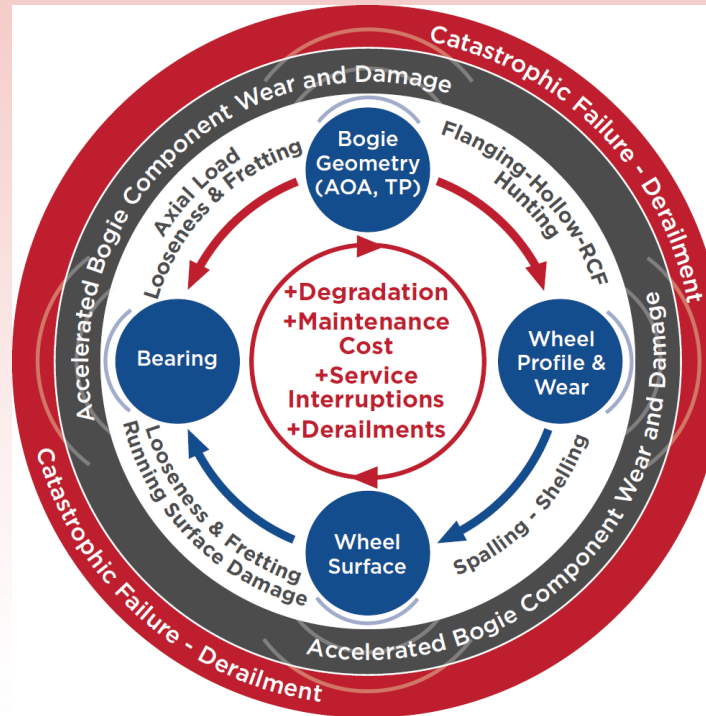 Catastrophic Failure - Derailment
Accelerated Bogie Component Wear and Damage
Bogie
Geometry
(AOA, TP)
Axial Load
Looseness & Fretting
Flanging-Hollow-RCF
Hunting
+Degradation
+Maintenance
Cost
+Service
Interruptions
+Derailments
Bearing
Wheel
Profile &
Wear
Looseness & Fretting
Running Surface Damage
Spalling - Shelling
Wheel
Surface
Accelerated Bogie Component Wear and Damage
Catastrophic Failure - Derailment